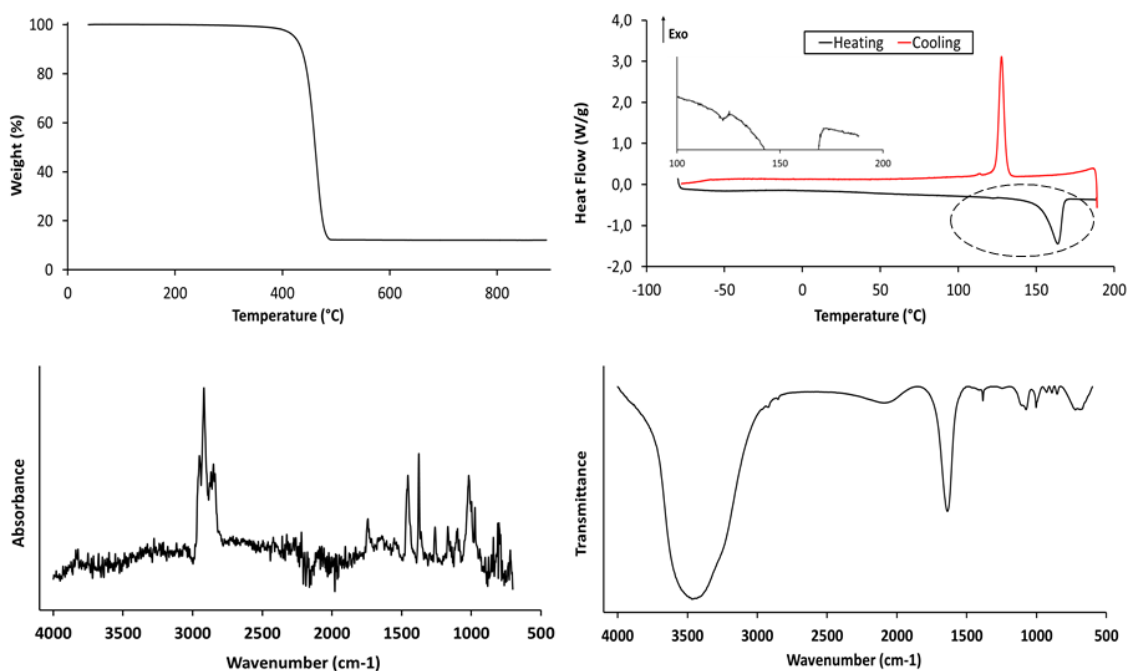 Weight (%)
100
80
60
40
20
0
0 200 400 600 800
Temperature (°C)
Heat Flow (W/g)
4,0
3,0
2,0
1,0
0,0
-1,0
-2,0
Exo
Heating Cooling
100 150 200
-100 -50 0 50 100 150 200
Temperature (°C)
Absorbance
4000 3500 3000 2500 2000 1500 1000 500
Wavenumber (cm-1)
Transmittance
4000 3500 3000 2500 2000 1500 1000 500
Wavenumber (cm-1)